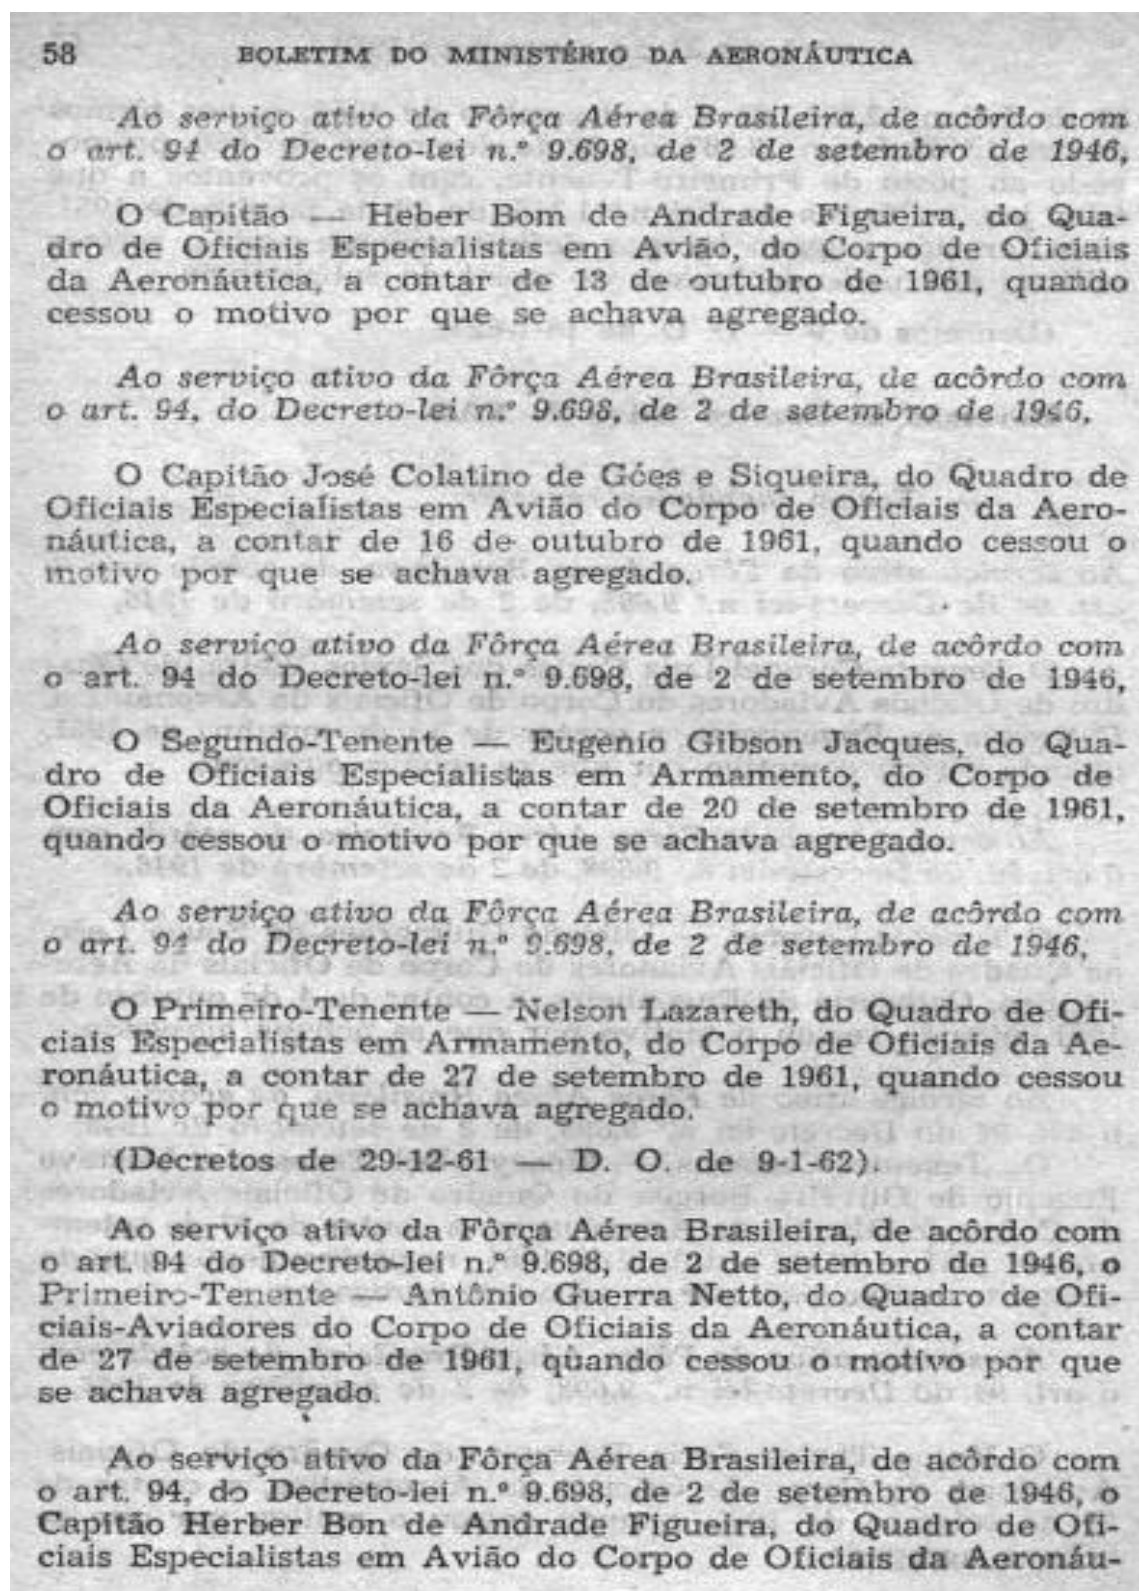 58 BOLETIM DO MINISTÉRIO DA AERONÁUTICA
Ao serviço ativo da Fôrça Aérea Brasileira, de acôrdo com
o art. 94 do Decreto-lei n.º 9.698, de 2 de setembro de 1946,
O Capitão — Heber Bom de Andrade Figueira, do Qua-
dro de Oficiais Especialistas em Avião, do Corpo de Oficiais
da Aeronáutica, a contar de 13 de outubro de 1961, quando
cessou o motivo por que se achava agregado.
Ao serviço ativo da Fôrça Aérea Brasileira, de acôrdo com
o art. 94, do Decreto-lei n.º 9.698, de 2 de setembro de 1946,
O Capitão José Colatino de Góes e Siqueira, do Quadro de
Oficiais Especialistas em Avião do Corpo de Oficiais da Aero-
náutica, a contar de 16 de outubro de 1961, quando cessou o
motivo por que se achava agregado.
Ao serviço ativo da Fôrça Aérea Brasileira, de acôrdo com
o art. 94 do Decreto-lei n.º 9.698, de 2 de setembro de 1946,
O Segundo-Tenente — Eugenio Gibson Jacques, do Qua-
dro de Oficiais Especialistas em Armamento, do Corpo de
Oficiais da Aeronáutica, a contar de 20 de setembro de 1961,
quando cessou o motivo por que se achava agregado.
Ao serviço ativo da Fôrça Aérea Brasileira, de acôrdo com
o art. 94 do Decreto-lei n.º 9.698, de 2 de setembro de 1946,
O Primeiro-Tenente — Nelson Lazareth, do Quadro de Ofi-
ciais Especialistas em Armamento, do Corpo de Oficiais da Ae-
ronáutica, a contar de 27 de setembro de 1961, quando cessou
o motivo por que se achava agregado.
(Decretos de 29-12-61 — D. O. de 9-1-62).
Ao serviço ativo da Fôrça Aérea Brasileira, de acôrdo com
o art. 94 do Decreto-lei n.º 9.698, de 2 de setembro de 1946, o
Primeiro-Tenente — Antônio Guerra Netto, do Quadro de Ofi-
ciais-Aviadores do Corpo de Oficiais da Aeronáutica, a contar
de 27 de setembro de 1961, quando cessou o motivo por que
se achava agregado.
Ao serviço ativo da Fôrça Aérea Brasileira, de acôrdo com
o art. 94, do Decreto-lei n.º 9.698, de 2 de setembro de 1946, o
Capitão Herber Bon de Andrade Figueira, do Quadro de Ofi-
ciais Especialistas em Avião do Corpo de Oficiais da Aeronáu-